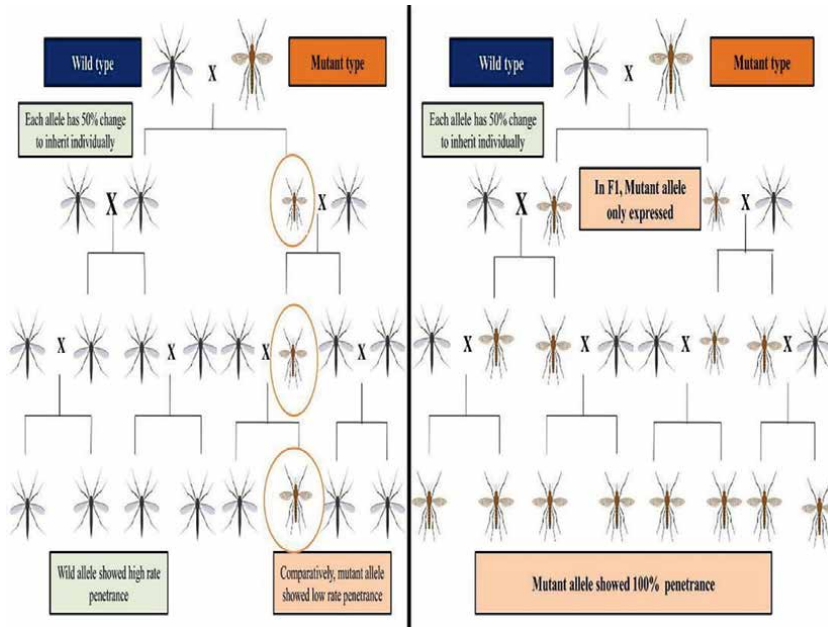 Wild type
X
Mutant type
Each allele has 50% change
to inherit individually
X
X
X
X
X
X
Wild allele showed high rate
penetrance
Comparatively, mutant allele
showed low rate penetrance
Wild type
X
Mutant type
Each allele has 50% change
to inherit individually
In F1, Mutant allele
only expressed
X
X
X
X
X
X
Mutant allele showed 100% penetrance